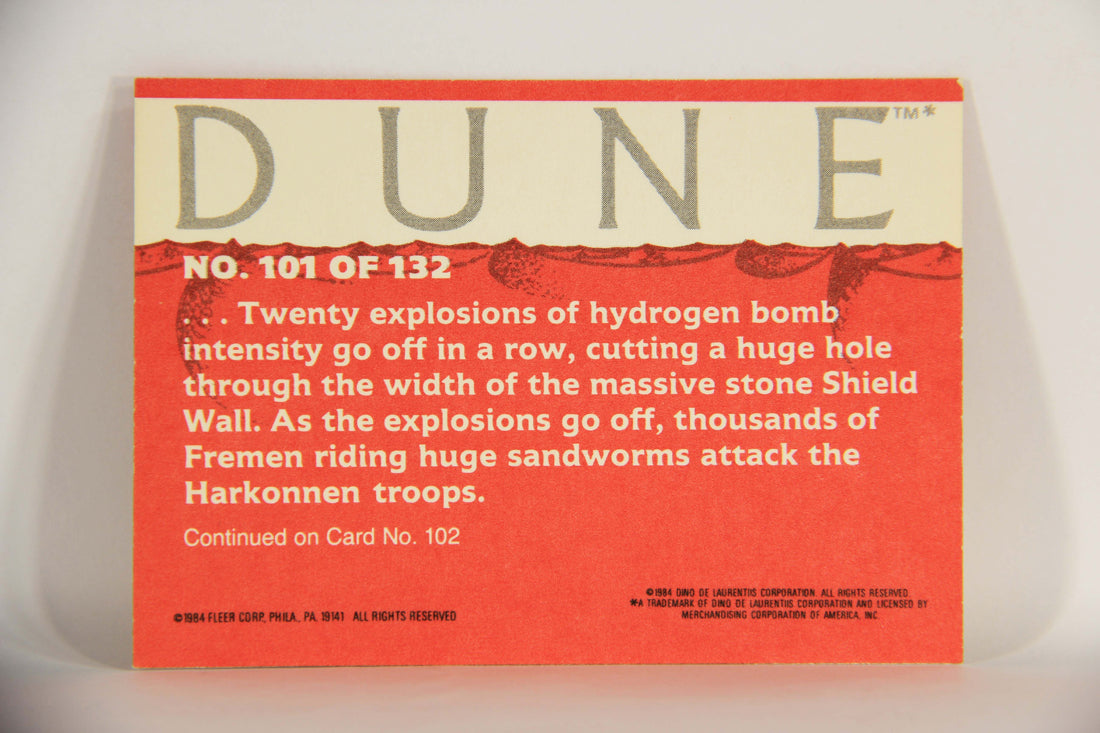 DUNE™*
NO. 101 OF 132
. . . Twenty explosions of hydrogen bomb
intensity go off in a row, cutting a huge hole
through the width of the massive stone Shield
Wall. As the explosions go off, thousands of
Fremen riding huge sandworms attack the
Harkonnen troops.
Continued on Card No. 102
©1984 FLEER CORP., PHILA., PA. 19141 ALL RIGHTS RESERVED
©1984 DINO DE LAURENTIIS CORPORATION. ALL RIGHTS RESERVED.
*A TRADEMARK OF DINO DE LAURENTIIS CORPORATION AND LICENSED BY
MERCHANDISING CORPORATION OF AMERICA, INC.